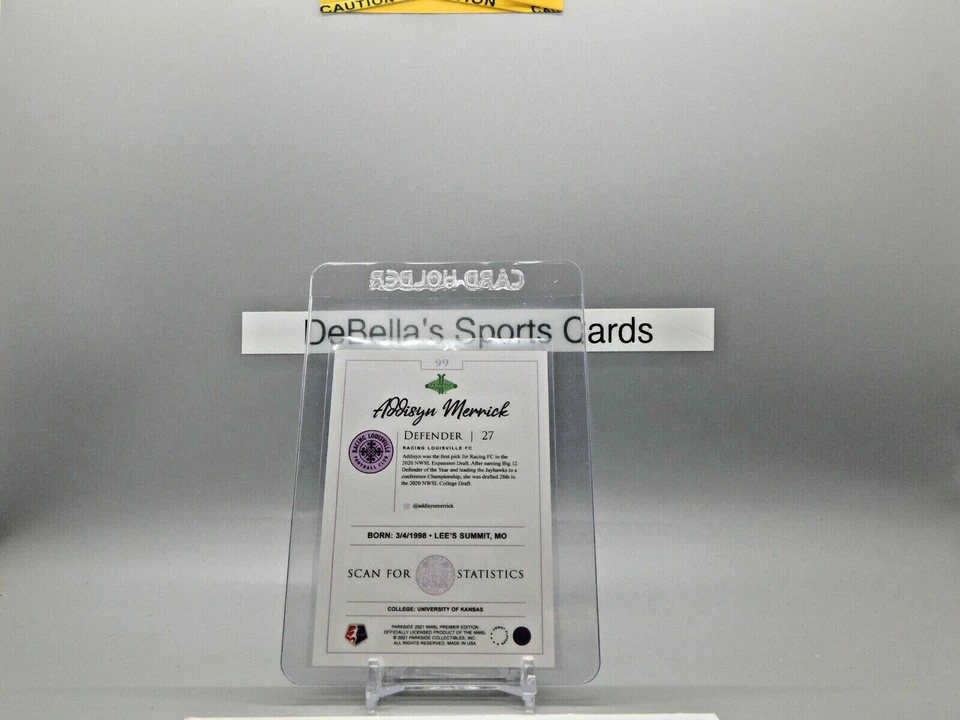 CAUTION
CARD HOLDER
DeBella's Sports Cards
99
Addisyn Merrick
DEFENDER | 27
RACING LOUISVILLE FC
RACING LOUISVILLE
FOOTBALL CLUB
Addisyn was the first pick for Racing FC in the
2020 NWSL Expansion Draft. After earning Big 12
Defender of the Year and leading the Jayhawks to a
conference Championship, she was drafted 28th in
the 2020 NWSL College Draft.
@addisynmerrick
BORN: 3/4/1998 • LEE'S SUMMIT, MO
SCAN FOR STATISTICS
COLLEGE: UNIVERSITY OF KANSAS
PARKSIDE 2021 NWSL PREMIER EDITION
OFFICIALLY LICENSED PRODUCT OF THE NWSL
© 2021 PARKSIDE COLLECTIBLES, INC.
ALL RIGHTS RESERVED. MADE IN USA